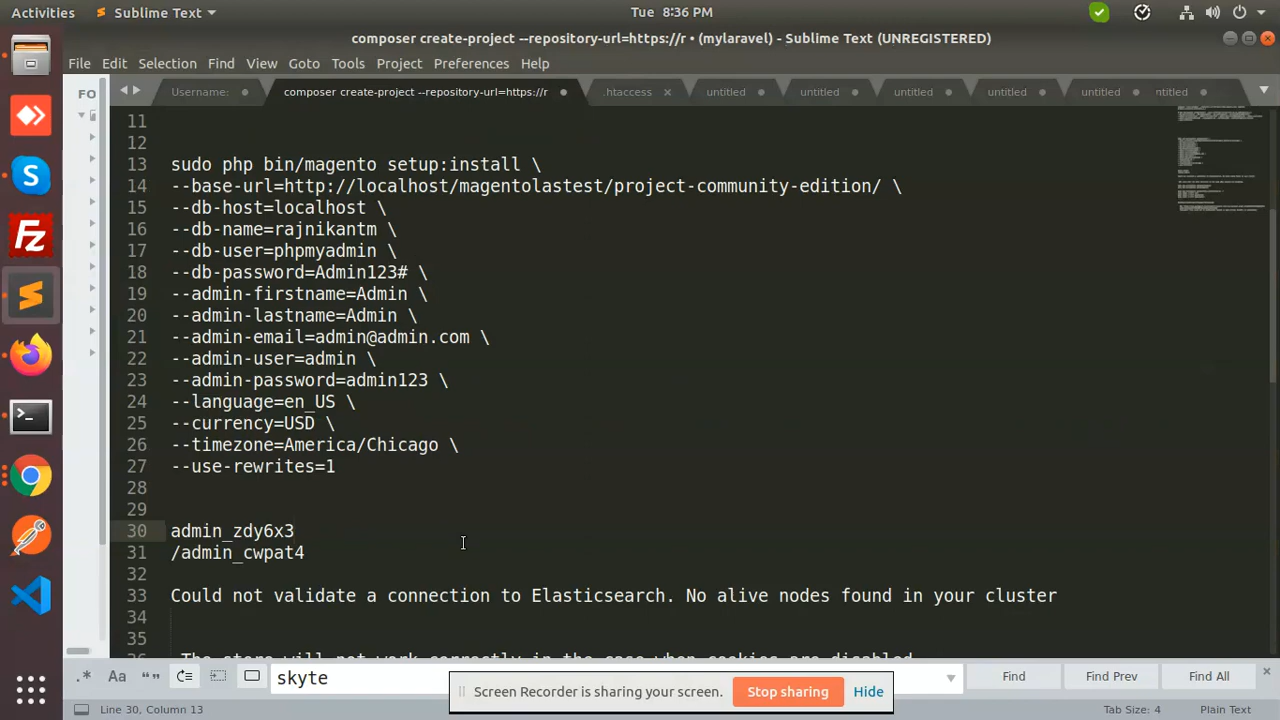 Activities
Sublime Text
Tue 8:36 PM
composer create-project --repository-url=https://r • (mylaravel) - Sublime Text (UNREGISTERED)
File Edit Selection Find View Goto Tools Project Preferences Help
FO
Username:
composer create-project --repository-url=https://r
.htaccess
untitled
untitled
untitled
untitled
untitled
ntitled
11
12
13 sudo php bin/magento setup:install \
14 --base-url=http://localhost/magentolastest/project-community-edition/ \
15 --db-host=localhost \
16 --db-name=rajnikantm \
17 --db-user=phpmyadmin \
18 --db-password=Admin123# \
19 --admin-firstname=Admin \
20 --admin-lastname=Admin \
21 --admin-email=admin@admin.com \
22 --admin-user=admin \
23 --admin-password=admin123 \
24 --language=en_US \
25 --currency=USD \
26 --timezone=America/Chicago \
27 --use-rewrites=1
28
29
30 admin_zdy6x3
31 /admin_cwpat4
32
33 Could not validate a connection to Elasticsearch. No alive nodes found in your cluster
34
35
36 The store will not work correctly in the case when cookies are disabled
.* Aa “” skyte
Find Find Prev Find All
Screen Recorder is sharing your screen. Stop sharing Hide
Line 30, Column 13
Tab Size: 4
Plain Text